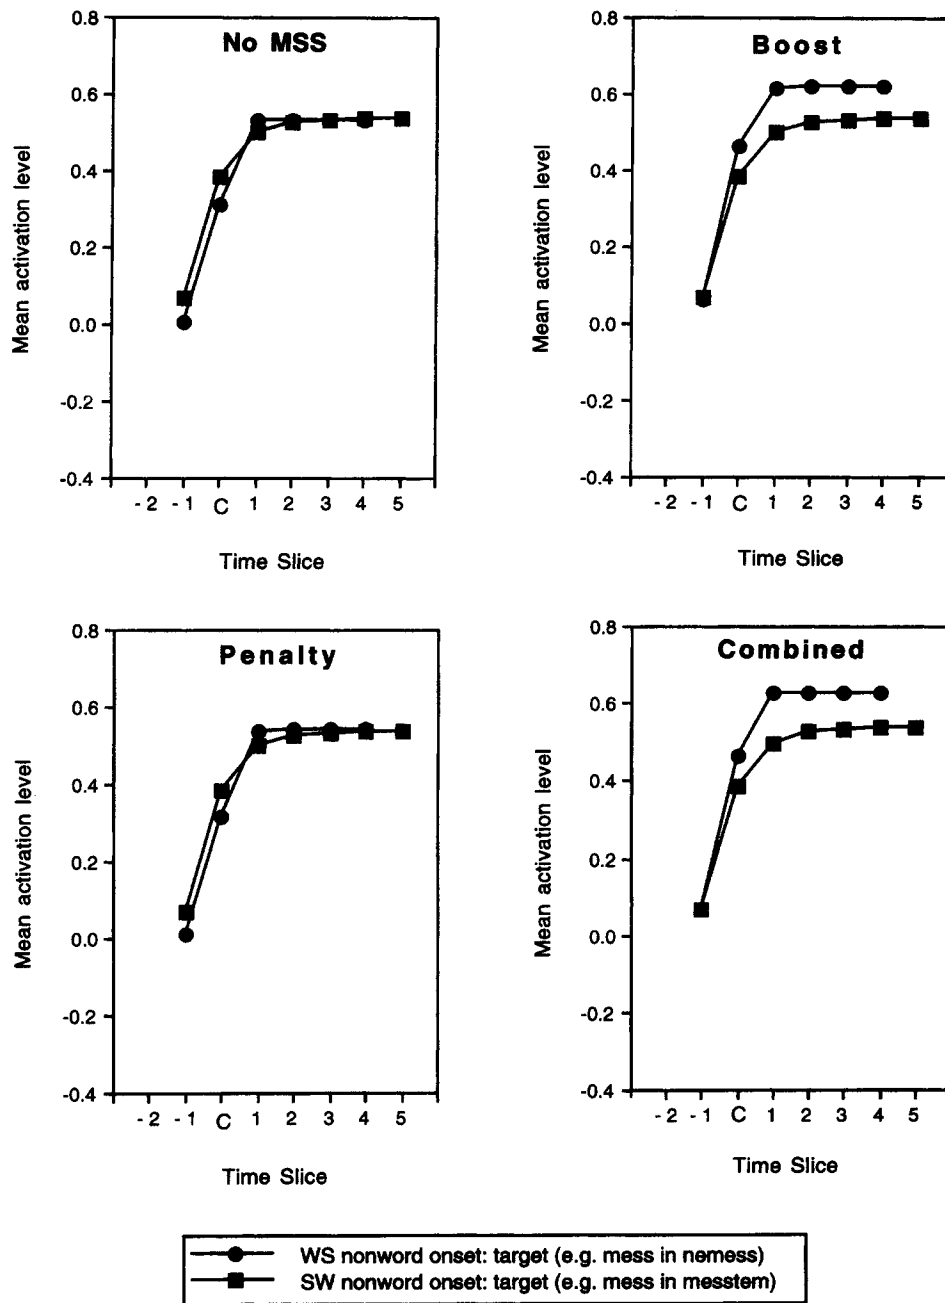 No MSS
0.8
0.6
0.4
0.2
0.0
-0.2
-0.4
Mean activation level
-2 -1 C 1 2 3 4 5
Time Slice
Boost
0.8
0.6
0.4
0.2
0.0
-0.2
-0.4
Mean activation level
-2 -1 C 1 2 3 4 5
Time Slice
Penalty
0.8
0.6
0.4
0.2
0.0
-0.2
-0.4
Mean activation level
-2 -1 C 1 2 3 4 5
Time Slice
Combined
0.8
0.6
0.4
0.2
0.0
-0.2
-0.4
Mean activation level
-2 -1 C 1 2 3 4 5
Time Slice
WS nonword onset: target (e.g. mess in nemess)
SW nonword onset: target (e.g. mess in messtem)